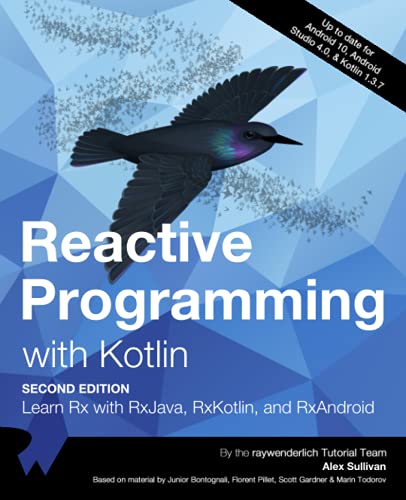 Up to date for
Android 10, Android
Studio 4.0, & Kotlin 1.3.7
Reactive
Programming
with Kotlin
SECOND EDITION
Learn Rx with RxJava, RxKotlin, and RxAndroid
By the raywenderlich Tutorial Team
Alex Sullivan
Based on material by Junior Bontognali, Florent Pillet, Scott Gardner & Marin Todorov